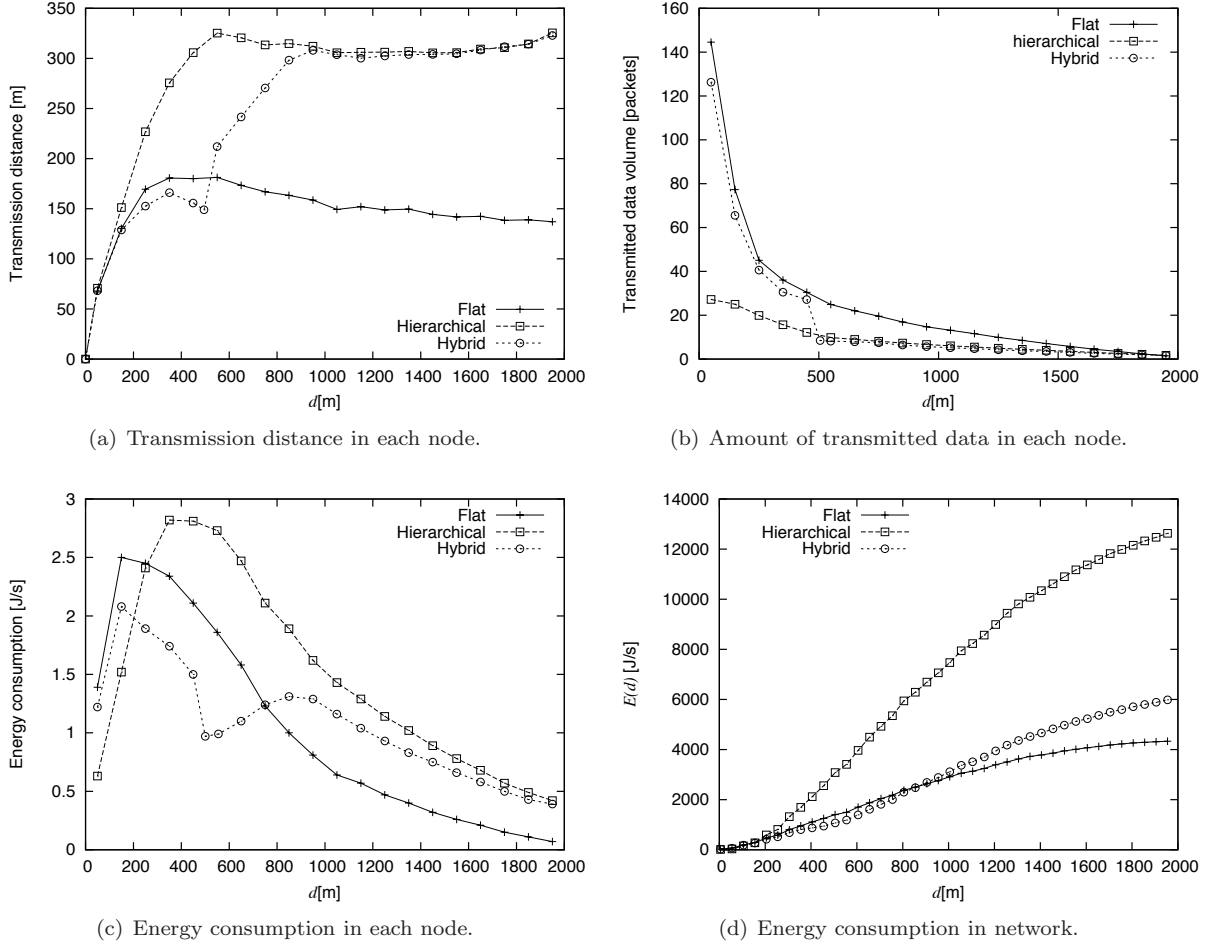 350
300
250
200
150
100
50
0
Transmission distance [m]
Flat
Hierarchical
Hybrid
0 200 400 600 800 1000 1200 1400 1600 1800 2000
d[m]
(a) Transmission distance in each node.
160
140
120
100
80
60
40
20
0
Transmitted data volume [packets]
Flat
hierarchical
Hybrid
0 500 1000 1500 2000
d[m]
(b) Amount of transmitted data in each node.
3
2.5
2
1.5
1
0.5
0
Energy consumption [J/s]
Flat
Hierarchical
Hybrid
0 200 400 600 800 1000 1200 1400 1600 1800 2000
d[m]
(c) Energy consumption in each node.
14000
12000
10000
8000
6000
4000
2000
0
E(d) [J/s]
Flat
Hierarchical
Hybrid
0 200 400 600 800 1000 1200 1400 1600 1800 2000
d[m]
(d) Energy consumption in network.